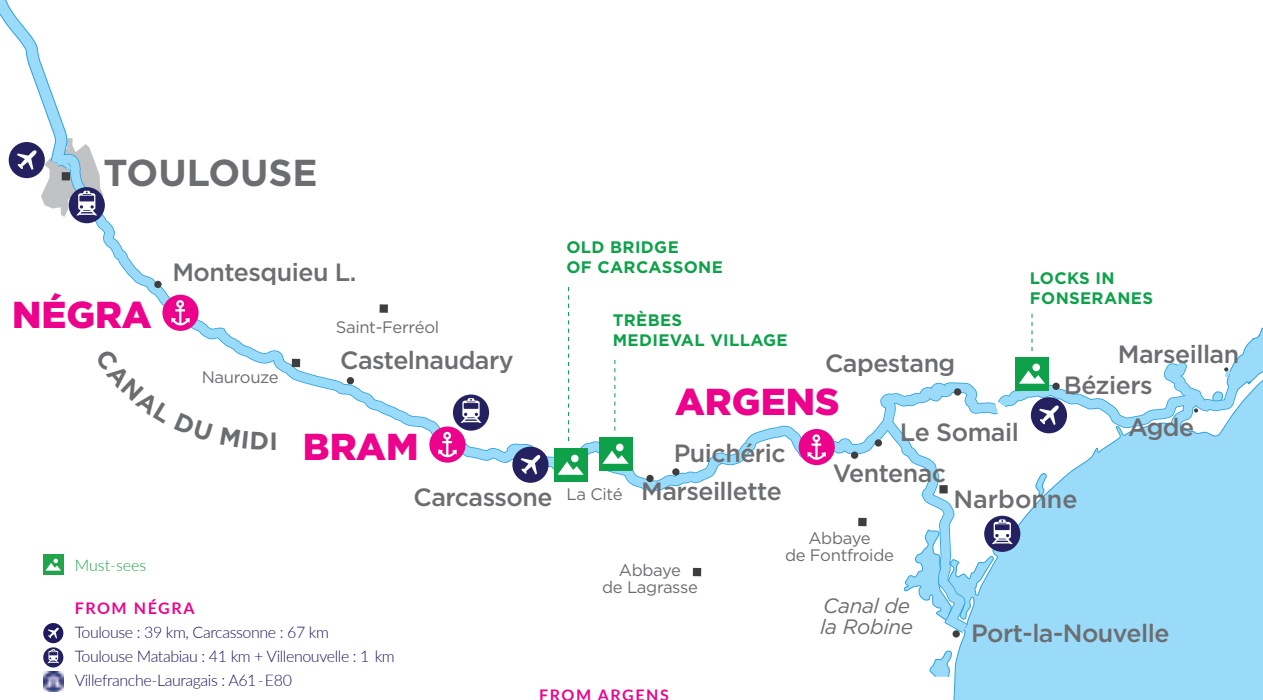 TOULOUSE
OLD BRIDGE
OF CARCASSONE
Montesquieu L.
LOCKS IN
FONSERANES
NÉGRA
Saint-Ferréol
TRÈBES
MEDIEVAL VILLAGE
Castelnaudary
Capestang
Marseillan
Naurouze
CANAL DU MIDI
Béziers
ARGENS
Agde
BRAM
Le Somail
Puichéric
Ventenac
Carcassone
La Cité
Marseillette
Narbonne
Abbaye
de Fontfroide
Abbaye
de Lagrasse
Canal de
la Robine
Port-la-Nouvelle
Must-sees
FROM NÉGRA
Toulouse : 39 km, Carcassonne : 67 km
Toulouse Matabiau : 41 km + Villenouvelle : 1 km
Villefranche-Lauragais : A61 - E80
FROM ARGENS